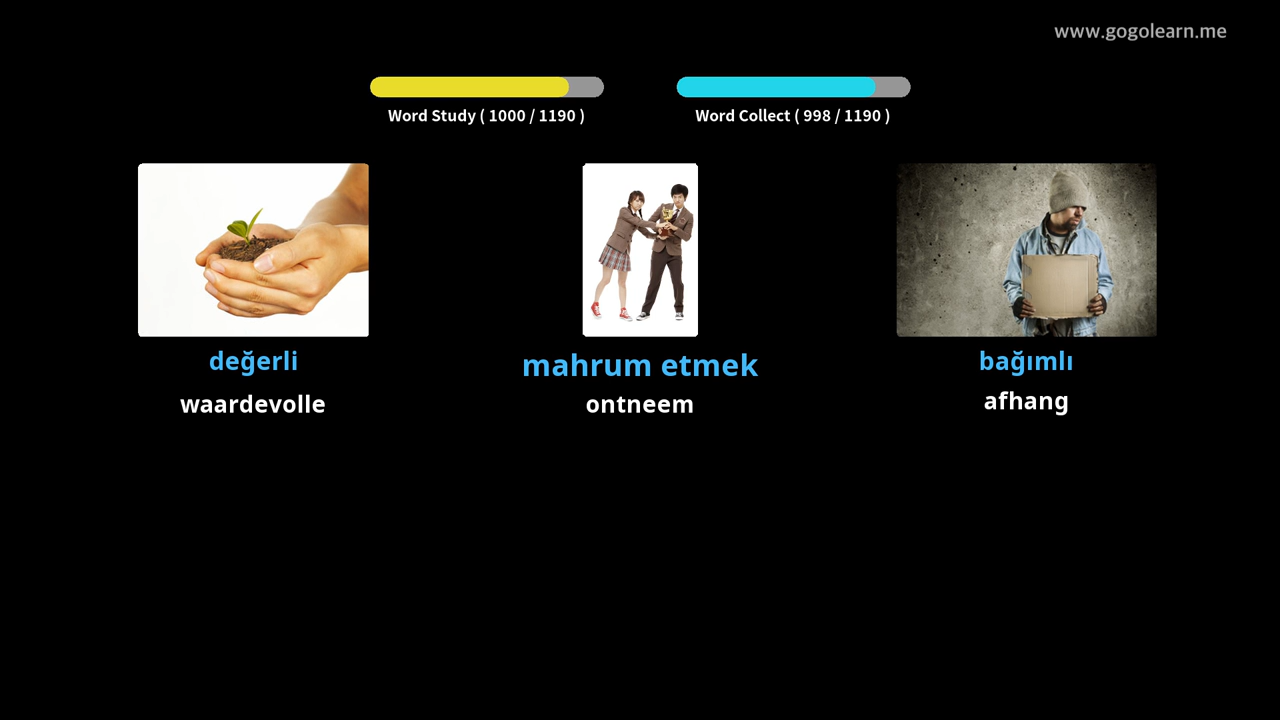 www.gogolearn.me
Word Study ( 1000 / 1190 )
Word Collect ( 998 / 1190 )
değerli
mahrum etmek
bağımlı
waardevolle
ontneem
afhang